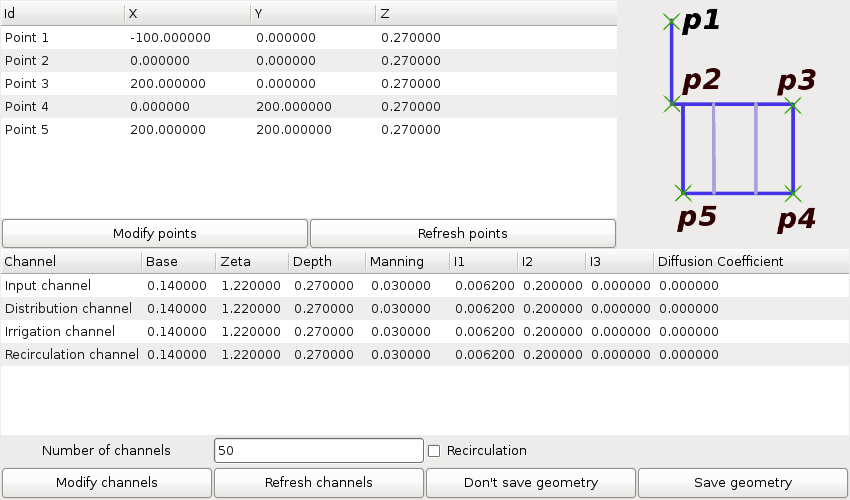 Id X Y Z
Point 1 -100.000000 0.000000 0.270000
Point 2 0.000000 0.000000 0.270000
Point 3 200.000000 0.000000 0.270000
Point 4 0.000000 200.000000 0.270000
Point 5 200.000000 200.000000 0.270000
p1
p2 p3
p5 p4
Modify points Refresh points
Channel Base Zeta Depth Manning I1 I2 I3 Diffusion Coefficient
Input channel 0.140000 1.220000 0.270000 0.030000 0.006200 0.200000 0.000000 0.000000
Distribution channel 0.140000 1.220000 0.270000 0.030000 0.006200 0.200000 0.000000 0.000000
Irrigation channel 0.140000 1.220000 0.270000 0.030000 0.006200 0.200000 0.000000 0.000000
Recirculation channel 0.140000 1.220000 0.270000 0.030000 0.006200 0.200000 0.000000 0.000000
Number of channels 50 Recirculation
Modify channels Refresh channels Don't save geometry Save geometry